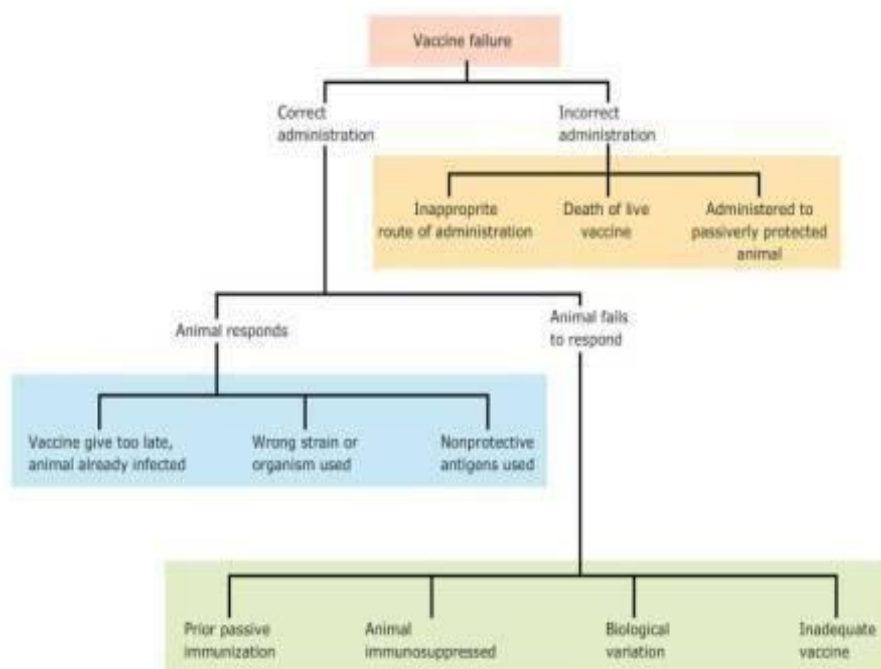 Vaccine failure
Correct
administration
Incorrect
administration
Inapproprite
route of administration
Death of live
vaccine
Administered to
passiverly protected
animal
Animal responds
Animal fails
to respond
Vaccine give too late,
animal already infected
Wrong strain or
organism used
Nonprotective
antigens used
Prior passive
immunization
Animal
immunosuppressed
Biological
variation
Inadequate
vaccine